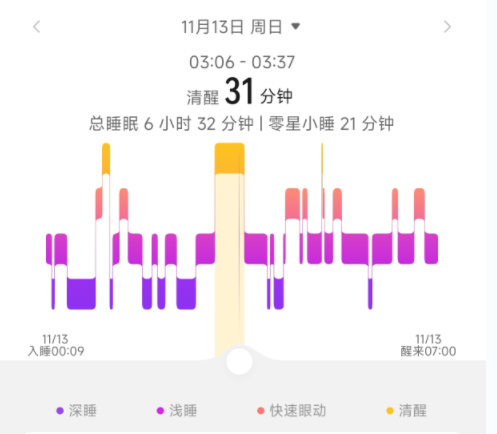 11月13日 周日
03:06 - 03:37
清醒 31 分钟
总睡眠 6 小时 32 分钟 | 零星小睡 21 分钟
11/13 11/13
入睡00:09 醒来07:00
深睡 浅睡 快速眼动 清醒